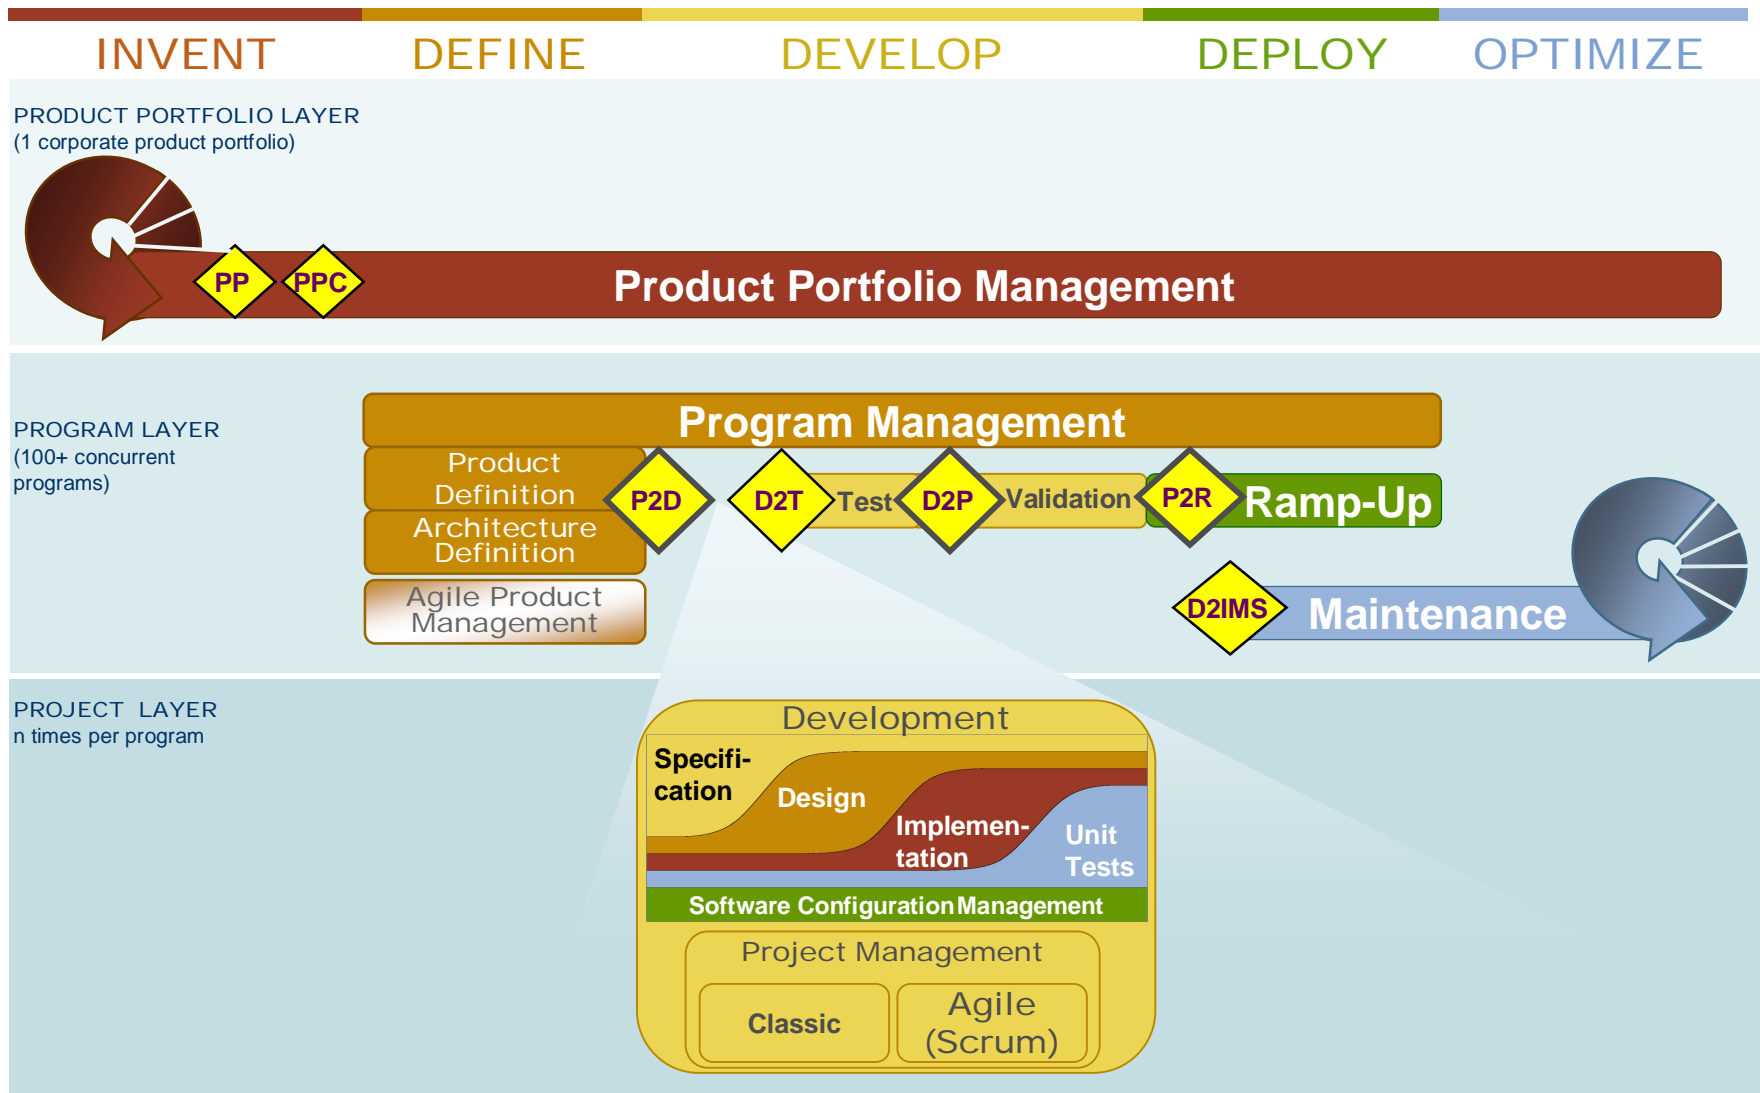 INVENT DEFINE DEVELOP DEPLOY OPTIMIZE
PRODUCT PORTFOLIO LAYER
(1 corporate product portfolio)
PP PPC Product Portfolio Management
PROGRAM LAYER
(100+ concurrent
programs)
Program Management
Product
Definition
Architecture
Definition
Agile Product
Management
P2D D2T Test D2P Validation P2R Ramp-Up
D2IMS Maintenance
PROJECT LAYER
n times per program
Development
Specifi-
cation
Design
Implemen-
tation
Unit
Tests
Software Configuration Management
Project Management
Classic
Agile
(Scrum)